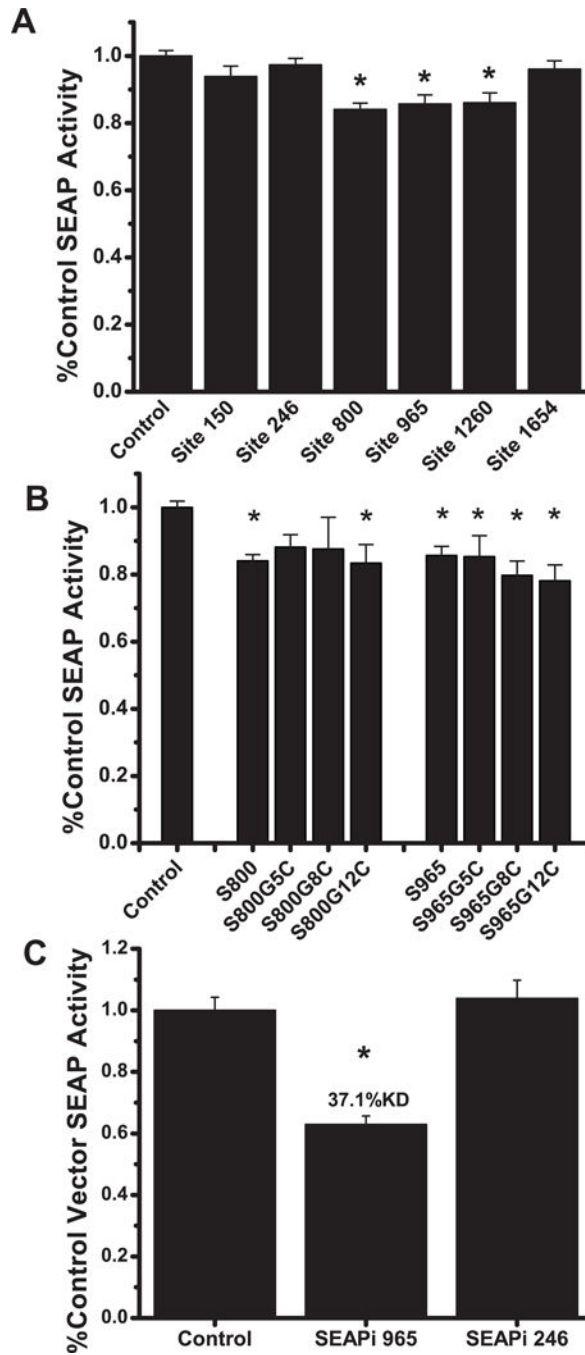 A
%Control SEAP Activity
1.0
0.8
0.6
0.4
0.2
0.0
*
*
*
Control
Site 150
Site 246
Site 800
Site 965
Site 1260
Site 1654
B
%Control SEAP Activity
1.0
0.8
0.6
0.4
0.2
0.0
*
*
*
*
*
*
Control
S800
S800G5C
S800G8C
S800G12C
S965
S965G5C
S965G8C
S965G12C
C
%Control Vector SEAP Activity
1.2
1.0
0.8
0.6
0.4
0.2
0.0
*
37.1%KD
Control
SEAPi 965
SEAPi 246